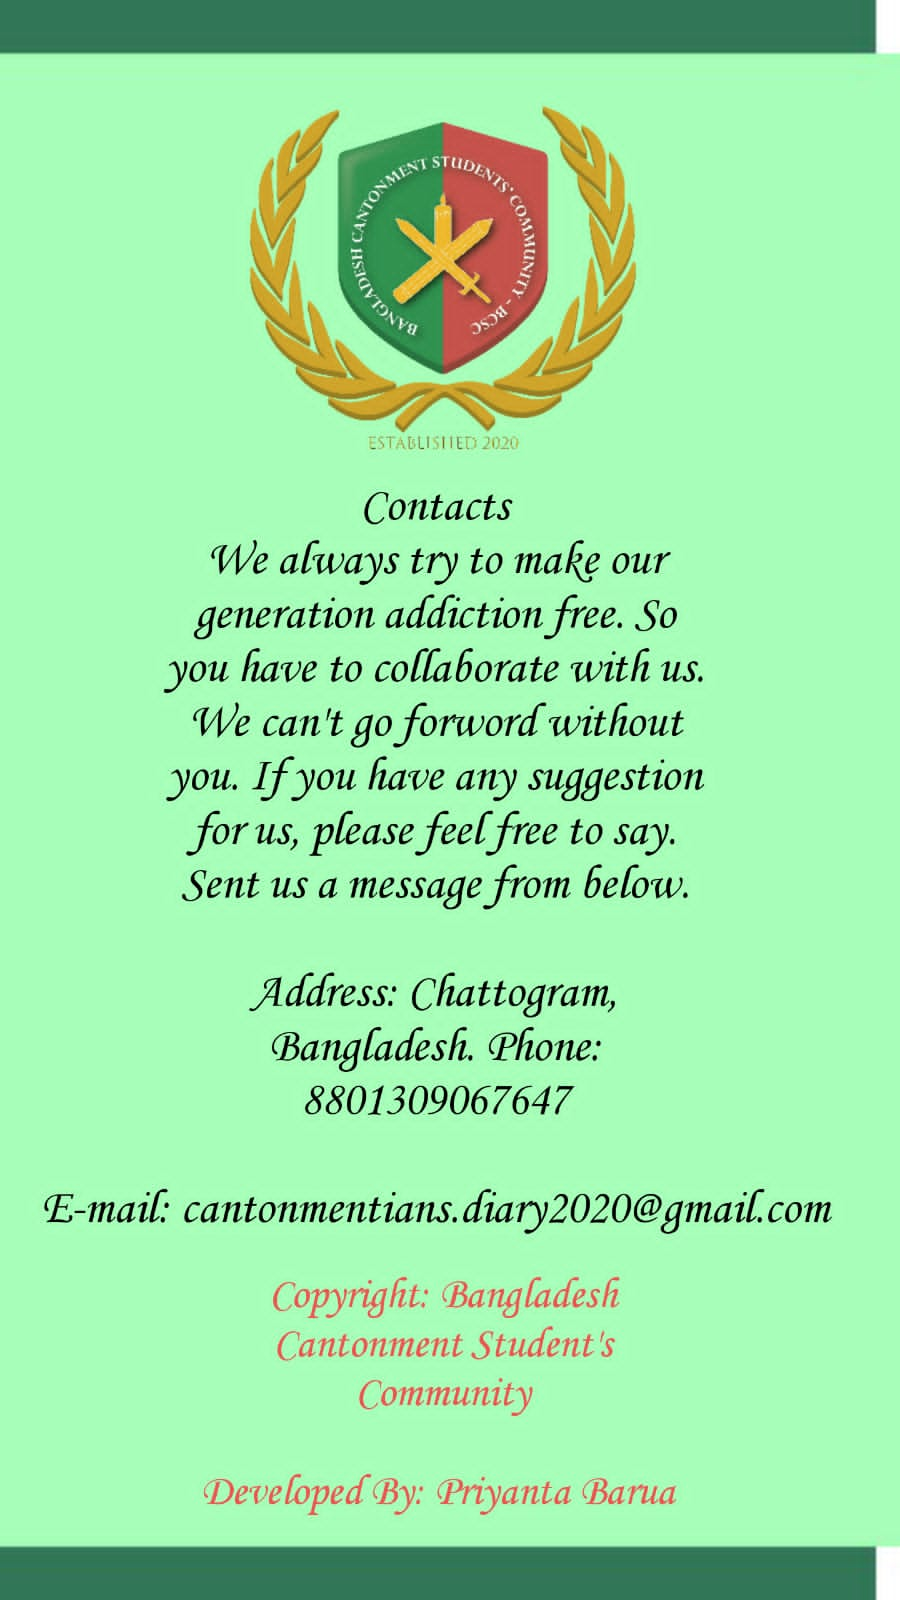 BANGLADESH CANTONMENT STUDENTS' COMMUNITY - BCSC
ESTABLISHED 2020
Contacts
We always try to make our
generation addiction free. So
you have to collaborate with us.
We can't go forword without
you. If you have any suggestion
for us, please feel free to say.
Sent us a message from below.
Address: Chattogram,
Bangladesh. Phone:
8801309067647
E-mail: cantonmentians.diary2020@gmail.com
Copyright: Bangladesh
Cantonment Student's
Community
Developed By: Priyanta Barua